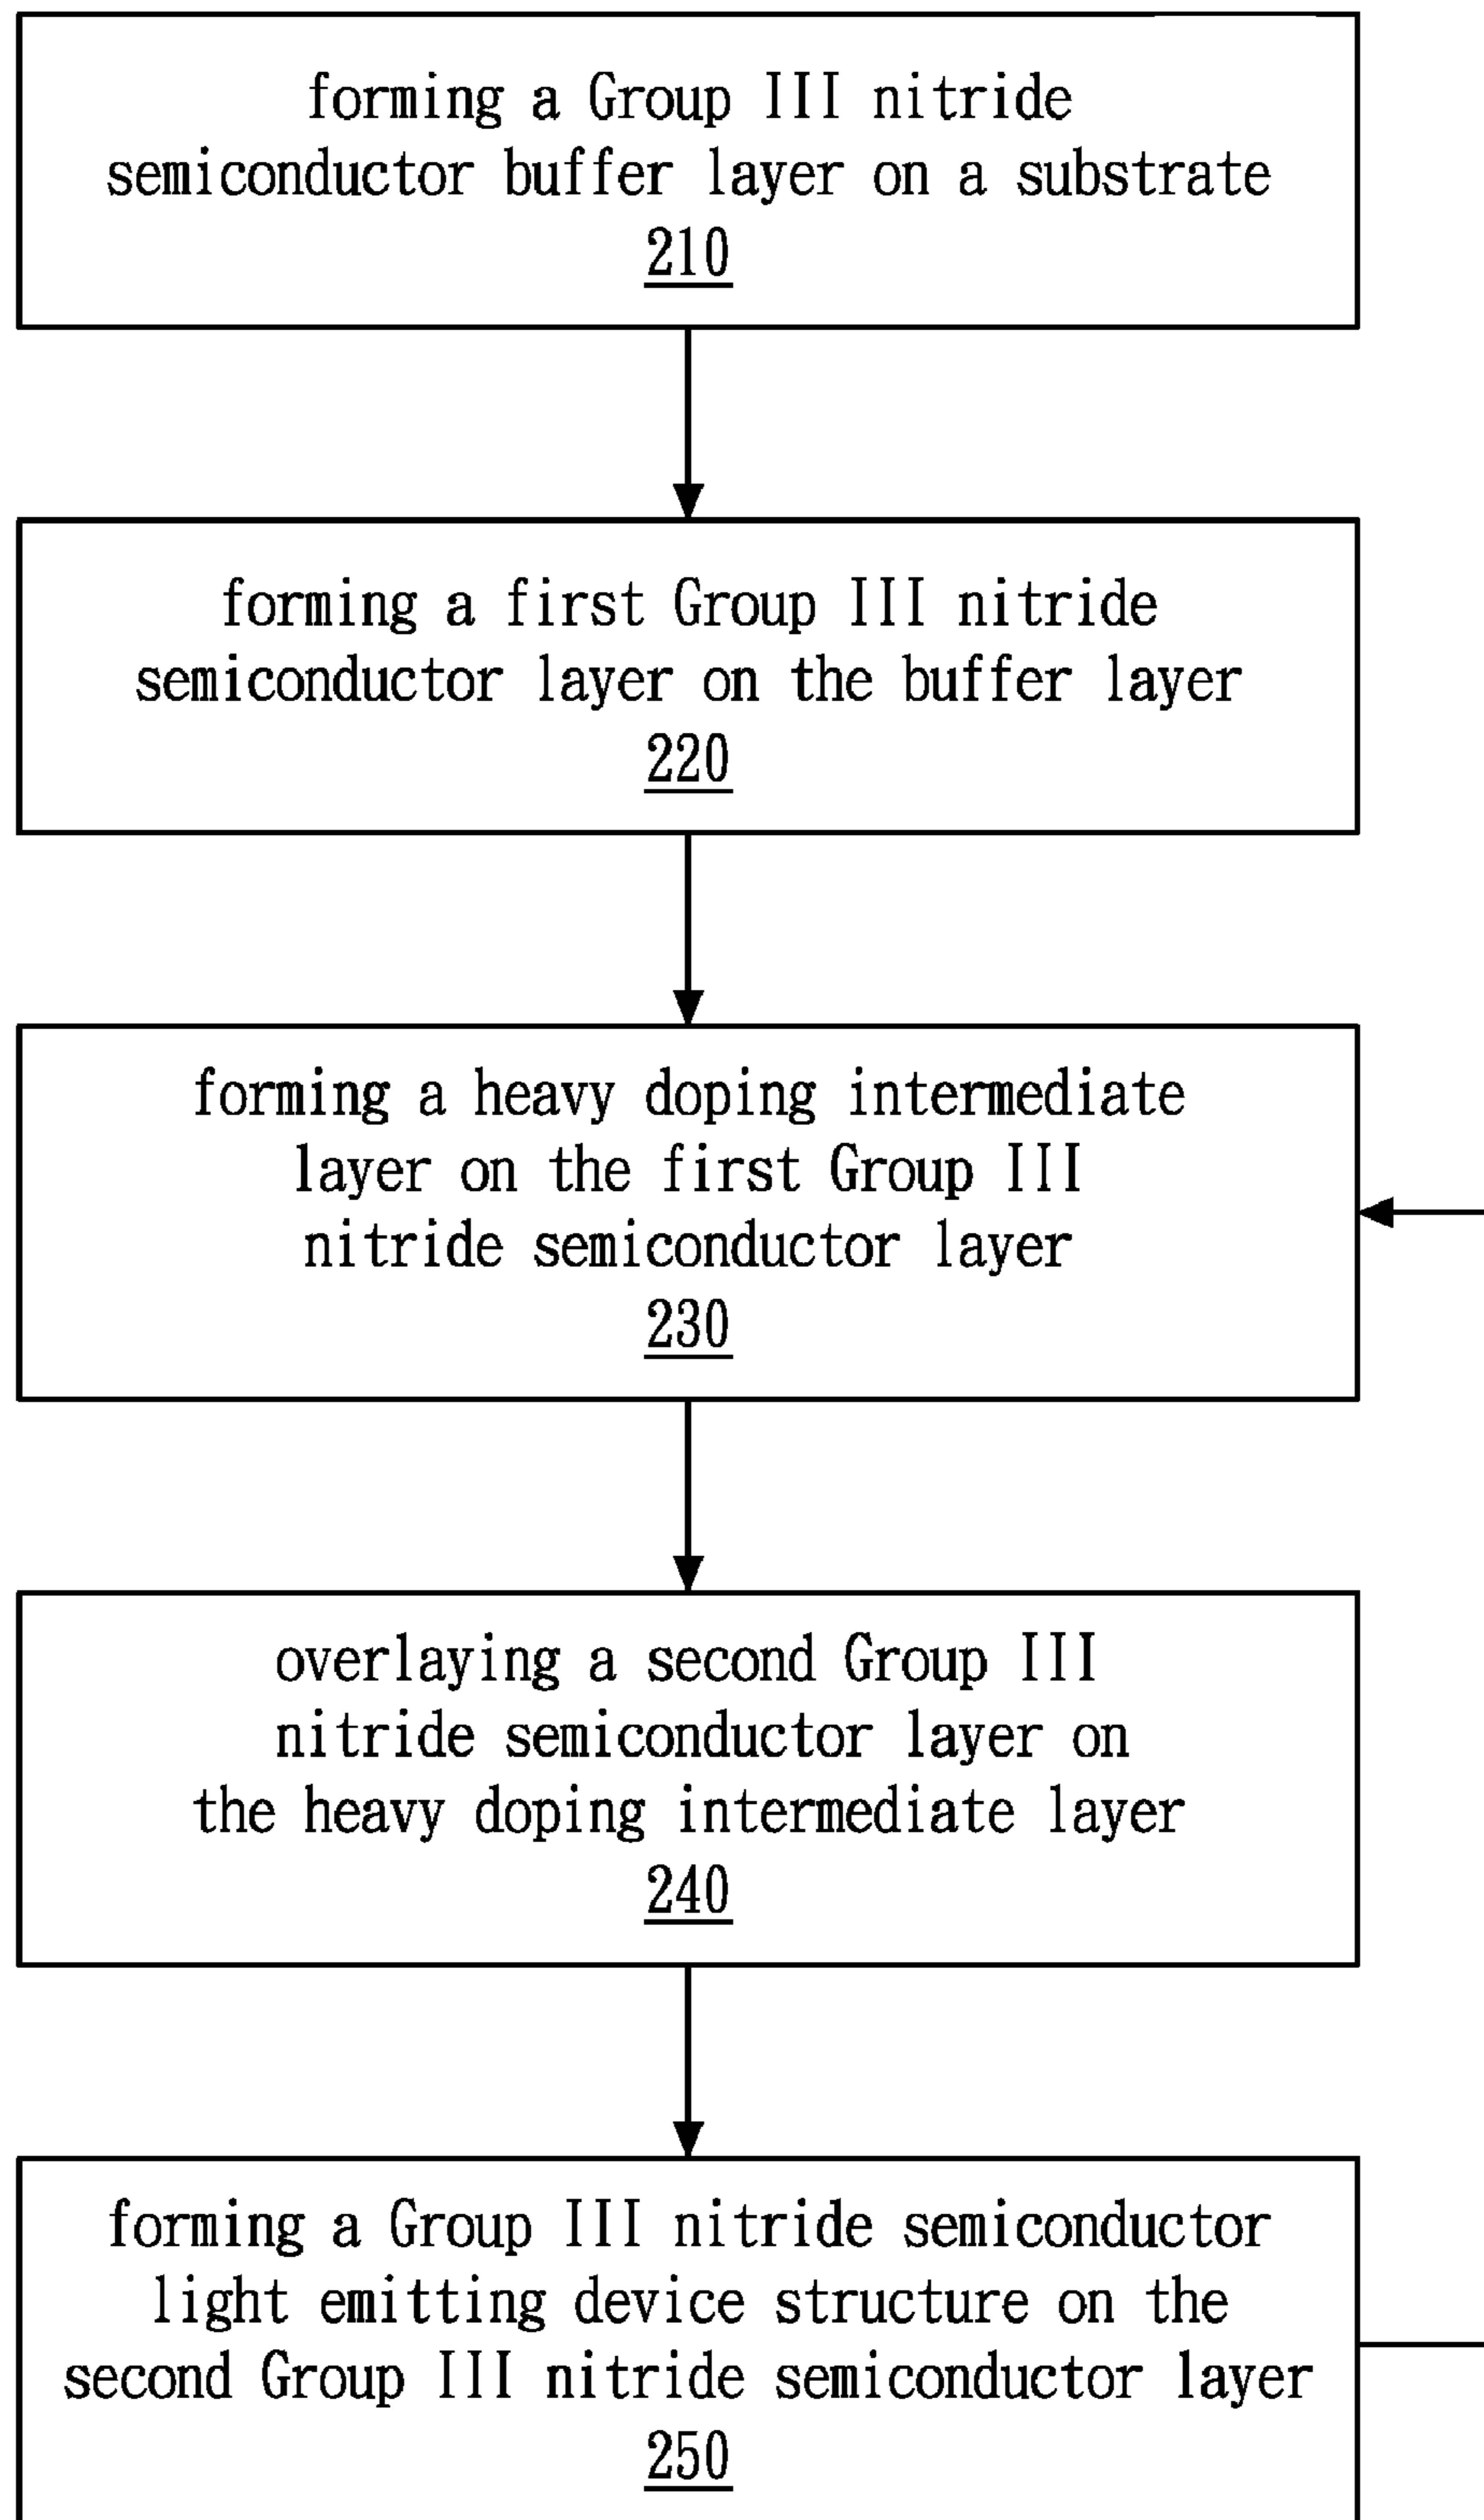 forming a Group III nitride
semiconductor buffer layer on a substrate
210
forming a first Group III nitride
semiconductor layer on the buffer layer
220
forming a heavy doping intermediate
layer on the first Group III
nitride semiconductor layer
230
overlaying a second Group III
nitride semiconductor layer on
the heavy doping intermediate layer
240
forming a Group III nitride semiconductor
light emitting device structure on the
second Group III nitride semiconductor layer
250